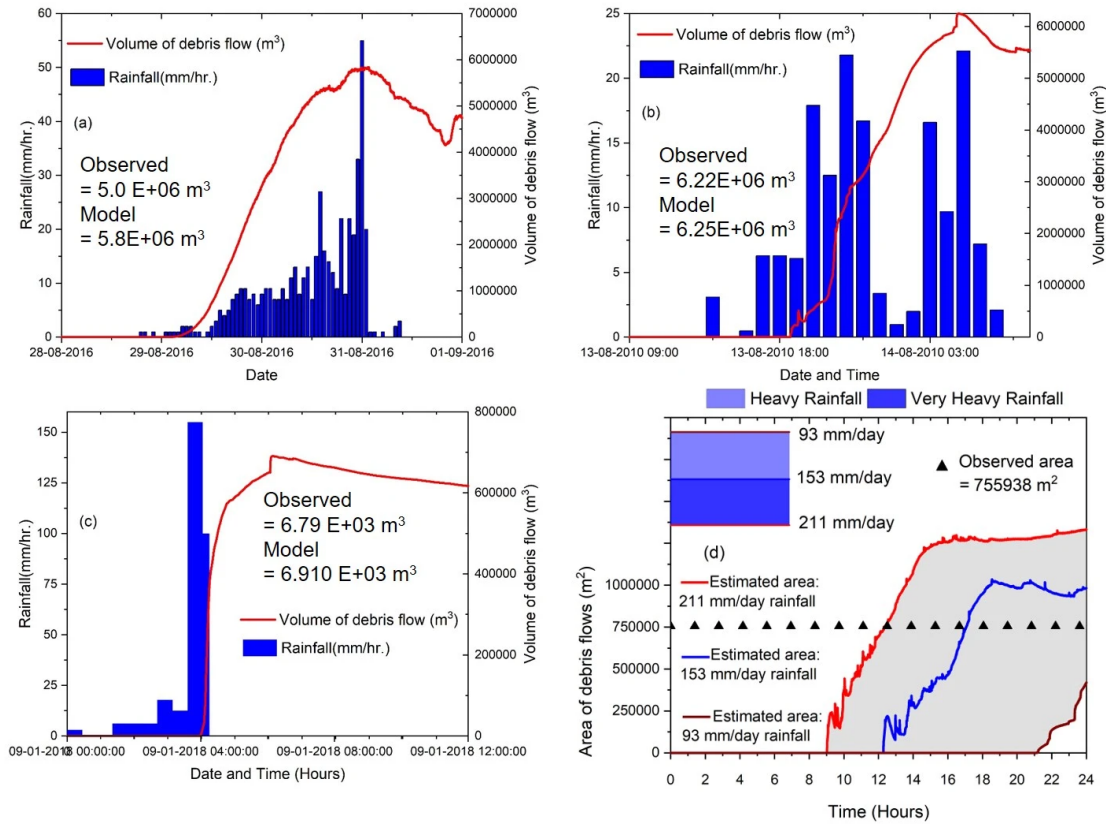 60
50
40
30
20
10
0
Rainfall(mm/hr.)
7000000
6000000
5000000
4000000
3000000
2000000
1000000
0
Volume of debris flow (m³)
Volume of debris flow (m³)
Rainfall(mm/hr.)
(a)
Observed
= 5.0 E+06 m³
Model
= 5.8E+06 m³
28-08-2016
29-08-2016
30-08-2016
31-08-2016
01-09-2016
Date
25
20
15
10
5
0
Rainfall(mm/hr.)
6000000
5000000
4000000
3000000
2000000
1000000
0
Volume of debris flow (m³)
Volume of debris flow (m³)
Rainfall(mm/hr.)
(b)
Observed
= 6.22E+06 m³
Model
= 6.25E+06 m³
13-08-2010 09:00
13-08-2010 18:00
14-08-2010 03:00
Date and Time
150
125
100
75
50
25
0
Rainfall(mm/hr.)
800000
600000
400000
200000
0
Volume of debris flow (m³)
(c)
Observed
= 6.79 E+03 m³
Model
= 6.910 E+03 m³
Volume of debris flow (m³)
Rainfall(mm/hr.)
09-01-2018 00:00:00
09-01-2018 04:00:00
09-01-2018 08:00:00
09-01-2018 12:00:00
Date and Time (Hours)
Heavy Rainfall
Very Heavy Rainfall
93 mm/day
153 mm/day
211 mm/day
Observed area
= 755938 m²
(d)
Estimated area:
211 mm/day rainfall
Estimated area:
153 mm/day rainfall
Estimated area:
93 mm/day rainfall
1000000
750000
500000
250000
0
Area of debris flows (m²)
0 2 4 6 8 10 12 14 16 18 20 22 24
Time (Hours)